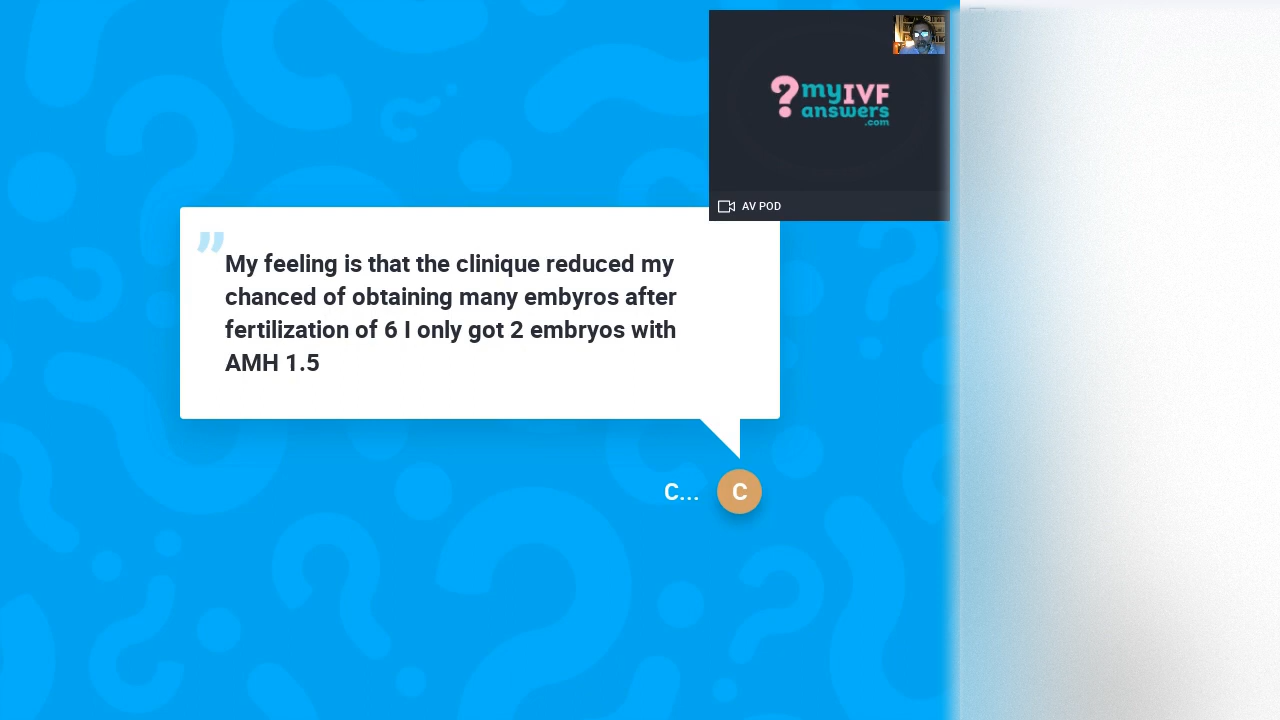 ?myIVF
answers
.com
AV POD
”
My feeling is that the clinique reduced my
chanced of obtaining many embyros after
fertilization of 6 I only got 2 embryos with
AMH 1.5
C...
C